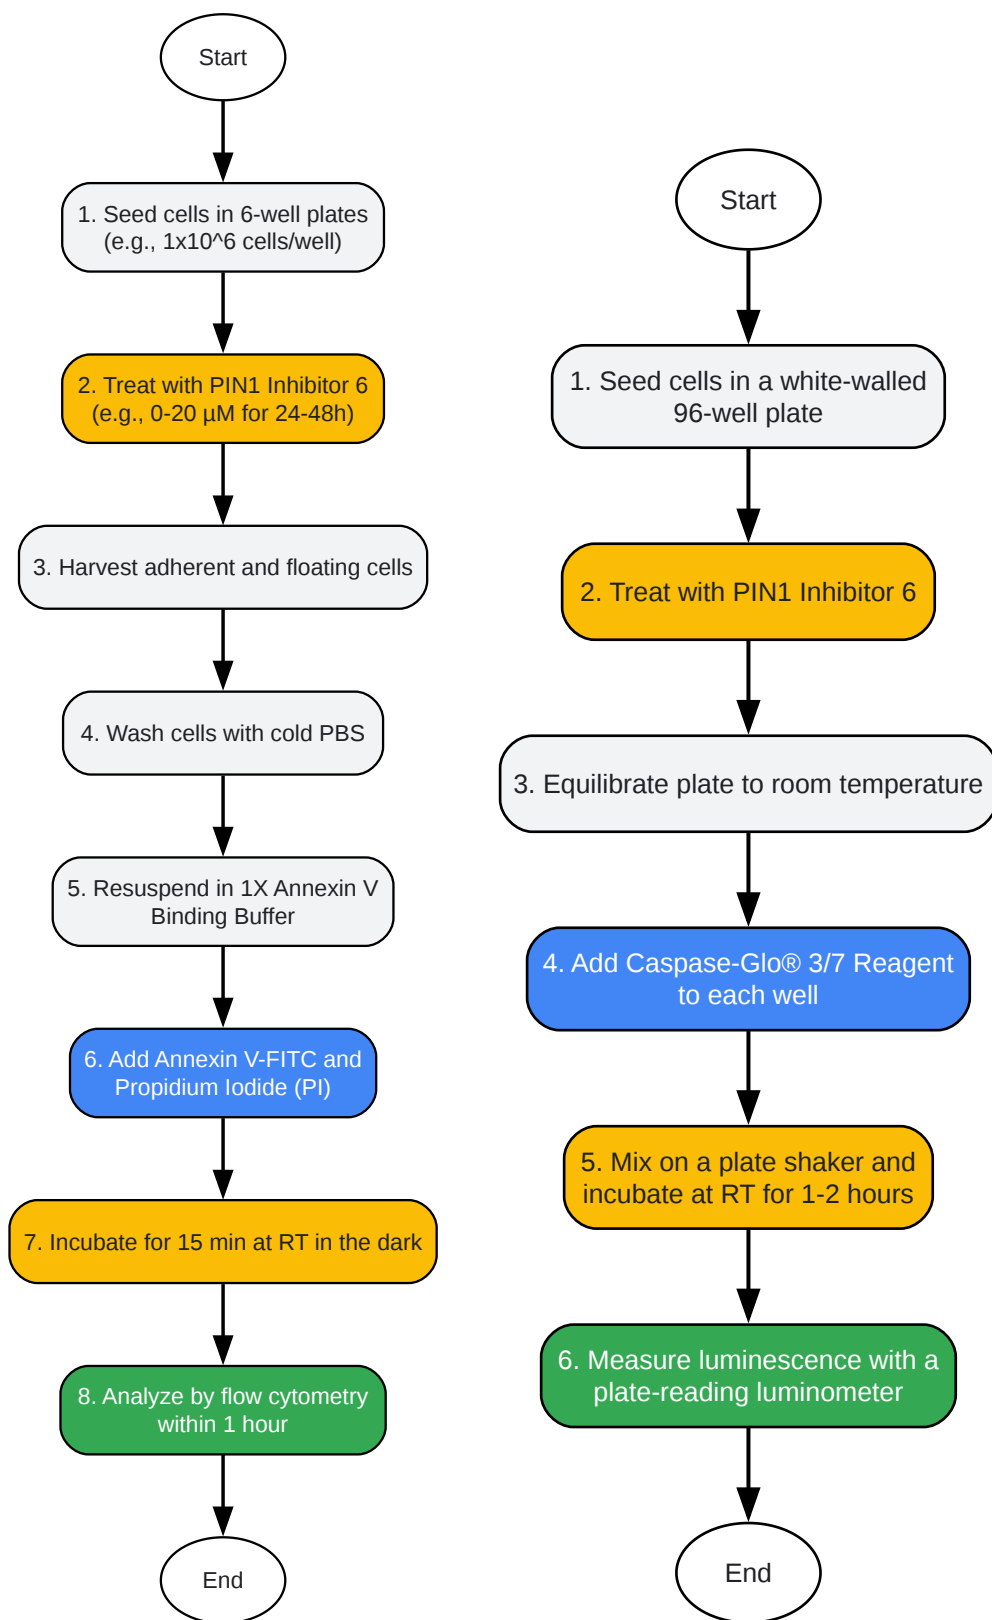 Start
1. Seed cells in 6-well plates
(e.g., 1x10^6 cells/well)
2. Treat with PIN1 Inhibitor 6
(e.g., 0-20 µM for 24-48h)
3. Harvest adherent and floating cells
4. Wash cells with cold PBS
5. Resuspend in 1X Annexin V
Binding Buffer
6. Add Annexin V-FITC and
Propidium Iodide (PI)
7. Incubate for 15 min at RT in the dark
8. Analyze by flow cytometry
within 1 hour
End
Start
1. Seed cells in a white-walled
96-well plate
2. Treat with PIN1 Inhibitor 6
3. Equilibrate plate to room temperature
4. Add Caspase-Glo® 3/7 Reagent
to each well
5. Mix on a plate shaker and
incubate at RT for 1-2 hours
6. Measure luminescence with a
plate-reading luminometer
End